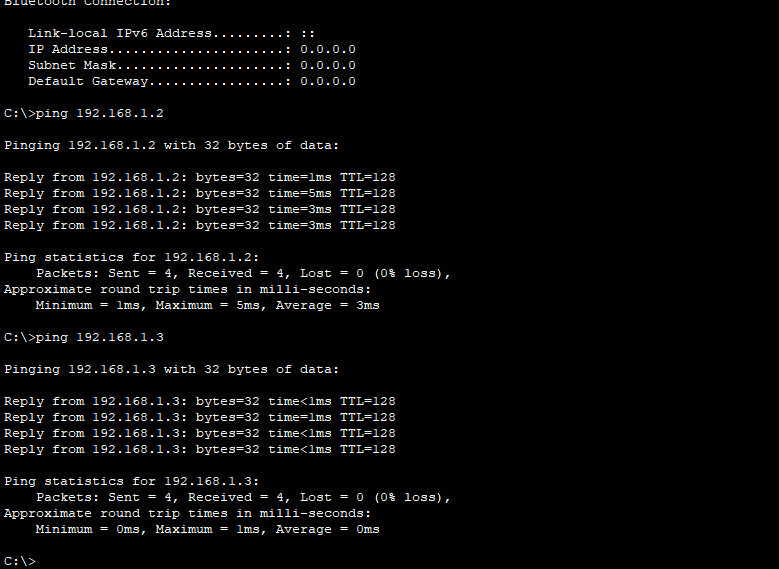 Bluetooth Connection:
Link-local IPv6 Address.........: ::
IP Address......................: 0.0.0.0
Subnet Mask.....................: 0.0.0.0
Default Gateway.................: 0.0.0.0
C:\>ping 192.168.1.2
Pinging 192.168.1.2 with 32 bytes of data:
Reply from 192.168.1.2: bytes=32 time=1ms TTL=128
Reply from 192.168.1.2: bytes=32 time=5ms TTL=128
Reply from 192.168.1.2: bytes=32 time=3ms TTL=128
Reply from 192.168.1.2: bytes=32 time=3ms TTL=128
Ping statistics for 192.168.1.2:
Packets: Sent = 4, Received = 4, Lost = 0 (0% loss),
Approximate round trip times in milli-seconds:
Minimum = 1ms, Maximum = 5ms, Average = 3ms
C:\>ping 192.168.1.3
Pinging 192.168.1.3 with 32 bytes of data:
Reply from 192.168.1.3: bytes=32 time<1ms TTL=128
Reply from 192.168.1.3: bytes=32 time=1ms TTL=128
Reply from 192.168.1.3: bytes=32 time<1ms TTL=128
Reply from 192.168.1.3: bytes=32 time<1ms TTL=128
Ping statistics for 192.168.1.3:
Packets: Sent = 4, Received = 4, Lost = 0 (0% loss),
Approximate round trip times in milli-seconds:
Minimum = 0ms, Maximum = 1ms, Average = 0ms
C:\>